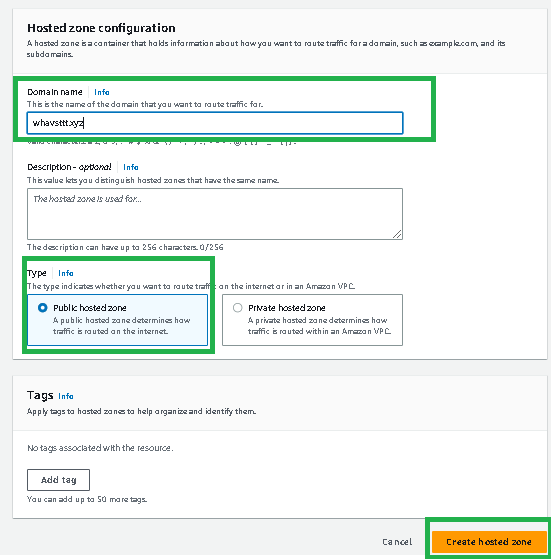 Hosted zone configuration
A hosted zone is a container that holds information about how you want to route traffic for a domain, such as example.com, and its
subdomains.
Domain name Info
This is the name of the domain that you want to route traffic for.
whavsttt.xyz
Description - optional Info
This value lets you distinguish hosted zones that have the same name.
The hosted zone is used for...
The description can have up to 256 characters. 0/256
Type Info
The type indicates whether you want to route traffic on the internet or in an Amazon VPC.
Public hosted zone
A public hosted zone determines how
traffic is routed on the internet.
Private hosted zone
A private hosted zone determines how
traffic is routed within an Amazon VPC.
Tags Info
Apply tags to hosted zones to help organize and identify them.
No tags associated with the resource.
Add tag
You can add up to 50 more tags.
Cancel
Create hosted zone